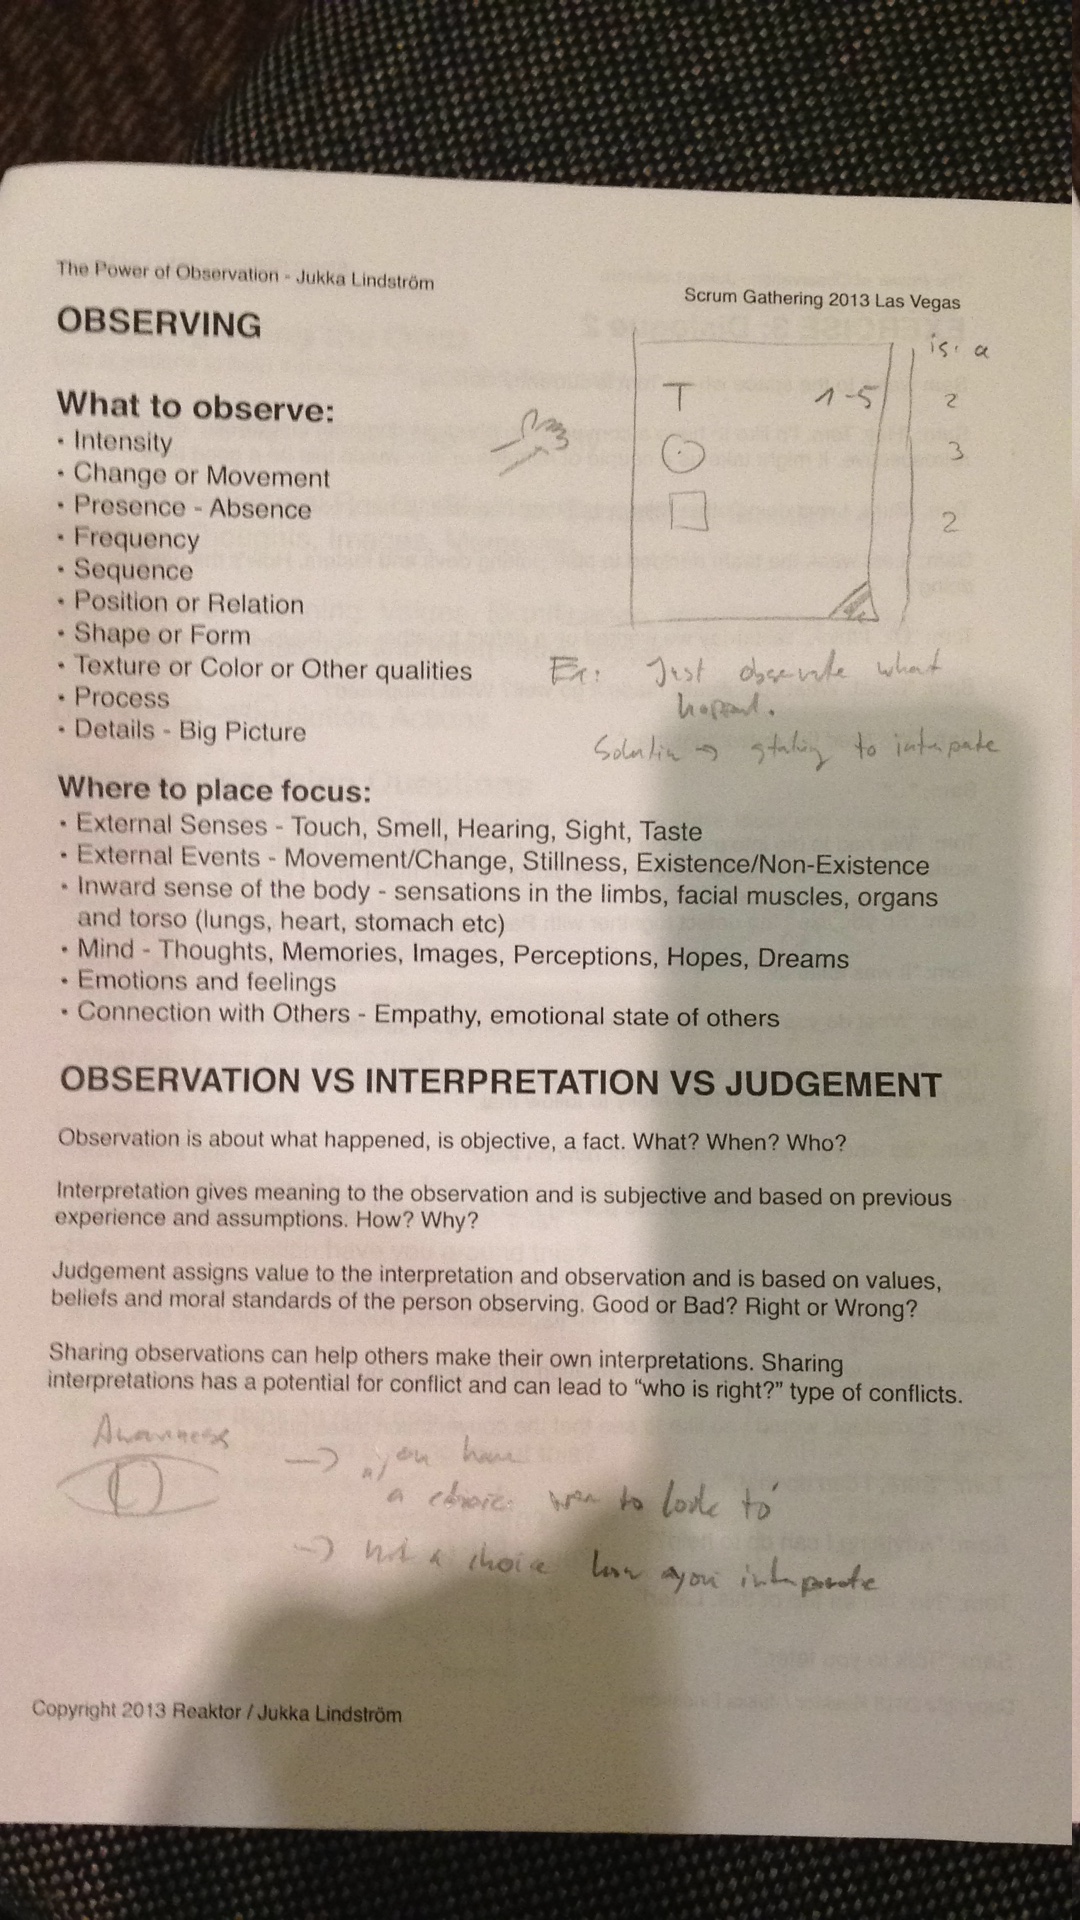 The Power of Observation - Jukka Lindström
Scrum Gathering 2013 Las Vegas
OBSERVING
is. a
T 1-5 2
3
2
What to observe:
• Intensity
• Change or Movement
• Presence - Absence
• Frequency
• Sequence
• Position or Relation
• Shape or Form
• Texture or Color or Other qualities
• Process
• Details - Big Picture
Ex: Just what
to
Where to place focus:
• External Senses - Touch, Smell, Hearing, Sight, Taste
• External Events - Movement/Change, Stillness, Existence/Non-Existence
• Inward sense of the body - sensations in the limbs, facial muscles, organs
and torso (lungs, heart, stomach etc)
• Mind - Thoughts, Memories, Images, Perceptions, Hopes, Dreams
• Emotions and feelings
• Connection with Others - Empathy, emotional state of others
OBSERVATION VS INTERPRETATION VS JUDGEMENT
Observation is about what happened, is objective, a fact. What? When? Who?
Interpretation gives meaning to the observation and is subjective and based on previous
experience and assumptions. How? Why?
Judgement assigns value to the interpretation and observation and is based on values,
beliefs and moral standards of the person observing. Good or Bad? Right or Wrong?
Sharing observations can help others make their own interpretations. Sharing
interpretations has a potential for conflict and can lead to “who is right?” type of conflicts.
Awareness
→ „you have
a choice to look to“
→ not a choice how you
Copyright 2013 Reaktor / Jukka Lindström